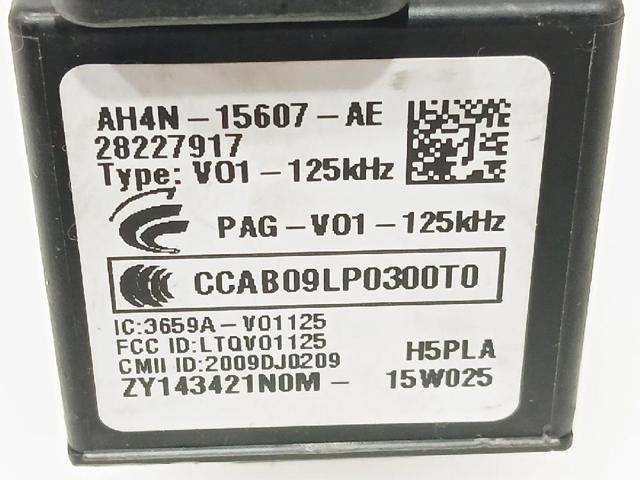 AH4N-15607-AE
28227917
Type: V01-125kHz
PAG-V01-125kHz
CCAB09LP0300T0
IC:3659A-V01125
FCC ID:LTQV01125
CMII ID:2009DJ0209
H5PLA
ZY143421N0M- 15W025